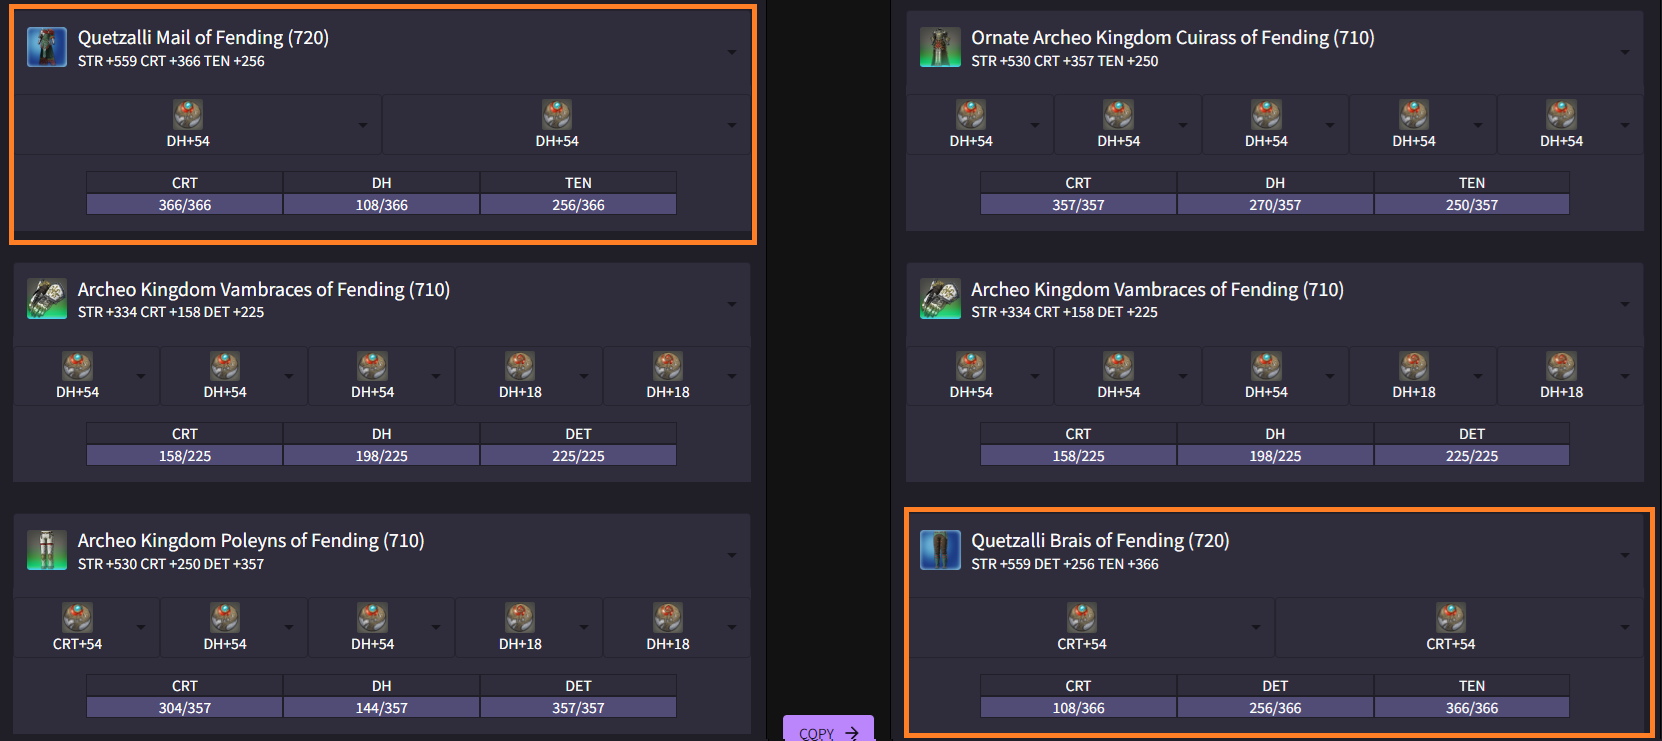 Quetzalli Mail of Fending (720)
STR +559 CRT +366 TEN +256
DH+54 DH+54
CRT DH TEN
366/366 108/366 256/366
Archeo Kingdom Vambraces of Fending (710)
STR +334 CRT +158 DET +225
DH+54 DH+54 DH+54 DH+18 DH+18
CRT DH DET
158/225 198/225 225/225
Archeo Kingdom Poleyns of Fending (710)
STR +530 CRT +250 DET +357
CRT+54 DH+54 DH+54 DH+18 DH+18
CRT DH DET
304/357 144/357 357/357
COPY
Ornate Archeo Kingdom Cuirass of Fending (710)
STR +530 CRT +357 TEN +250
DH+54 DH+54 DH+54 DH+54 DH+54
CRT DH TEN
357/357 270/357 250/357
Archeo Kingdom Vambraces of Fending (710)
STR +334 CRT +158 DET +225
DH+54 DH+54 DH+54 DH+18 DH+18
CRT DH DET
158/225 198/225 225/225
Quetzalli Brais of Fending (720)
STR +559 DET +256 TEN +366
CRT+54 CRT+54
CRT DET TEN
108/366 256/366 366/366